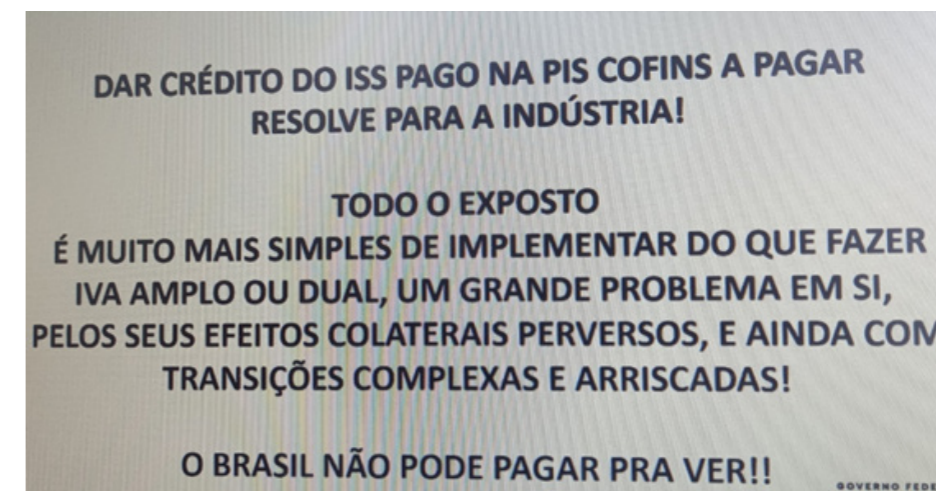 DAR CRÉDITO DO ISS PAGO NA PIS COFINS A PAGAR
RESOLVE PARA A INDÚSTRIA!
TODO O EXPOSTO
É MUITO MAIS SIMPLES DE IMPLEMENTAR DO QUE FAZER
IVA AMPLO OU DUAL, UM GRANDE PROBLEMA EM SI,
PELOS SEUS EFEITOS COLATERAIS PERVERSOS, E AINDA COM
TRANSIÇÕES COMPLEXAS E ARRISCADAS!
O BRASIL NÃO PODE PAGAR PRA VER!!
GOVERNO FEDE